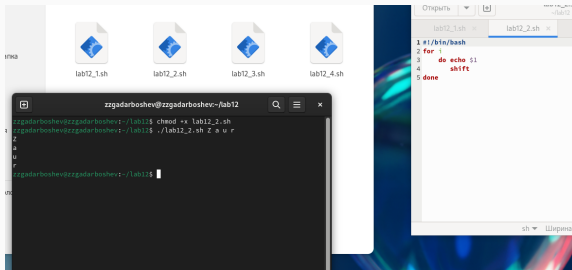 Открыть
lab12_1.sh
lab12_2.sh
1 #!/bin/bash
2 for i
3 do echo $1
4 shift
5 done
sh
Ширина
lab12_1.sh
lab12_2.sh
lab12_3.sh
lab12_4.sh
zzgadarboshev@zzgadarboshev:~/lab12
zzgadarboshev@zzgadarboshev:~/lab12$ chmod +x lab12_2.sh
zzgadarboshev@zzgadarboshev:~/lab12$ ./lab12_2.sh Z a u r
Z
a
u
r
zzgadarboshev@zzgadarboshev:~/lab12$